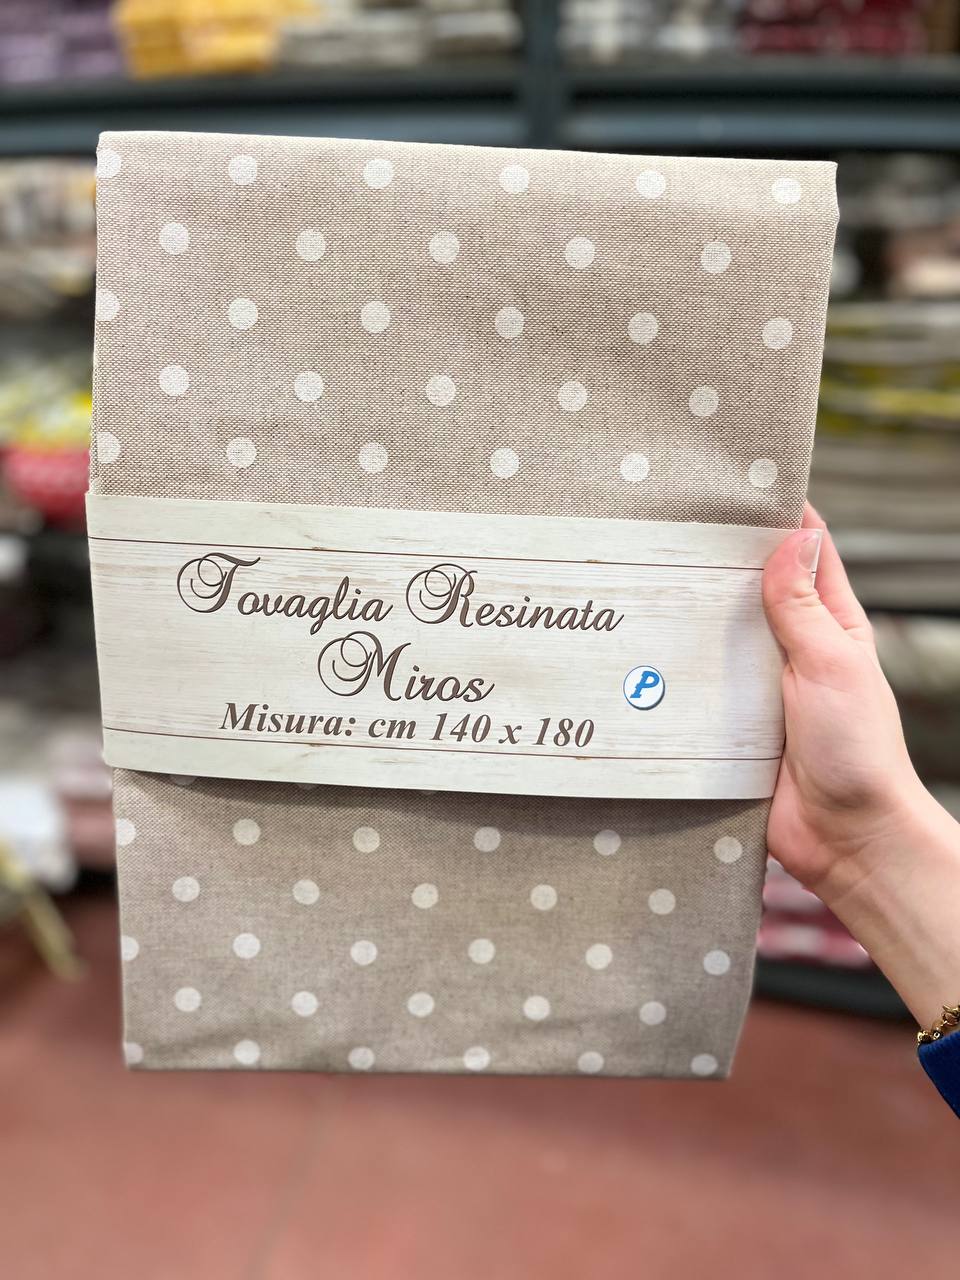 Tovaglia Resinata
Miros
Misura: cm 140 x 180
P